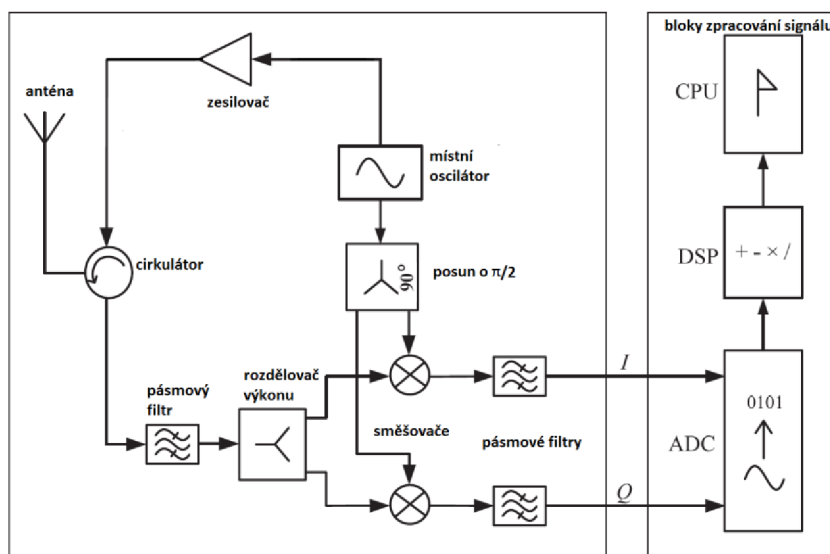 bloky zpracování signálu
CPU
anténa
zesilovač
místní
oscilátor
DSP
+ - × /
cirkulátor
90°
posun o π/2
pásmový
filtr
rozdělovač
výkonu
I
0101
směšovače
pásmové filtry
ADC
Q